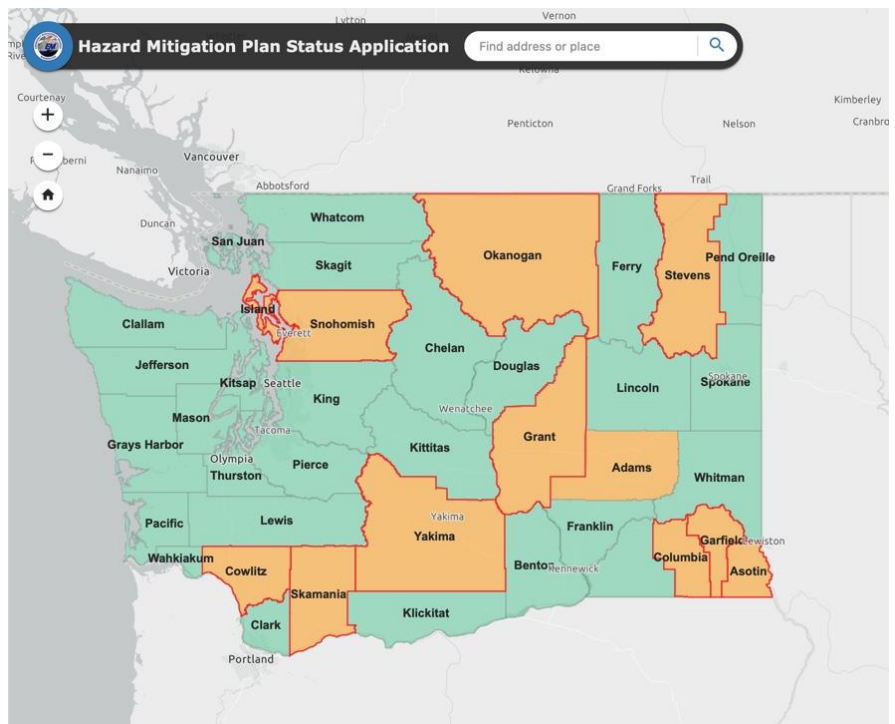 Lytton
Vernon
Hazard Mitigation Plan Status Application
Find address or place
EM
Kelowna
Courtenay
Kimberley
+
Penticton
Nelson
Cranbro
Vancouver
−
berni
Nanaimo
Trail
Abbotsford
Grand Forks
Duncan
Whatcom
San Juan
Okanogan
Ferry
Pend Oreille
Victoria
Skagit
Stevens
Island
Snohomish
Everett
Clallam
Chelan
Douglas
Jefferson
Kitsap
Seattle
Lincoln
Spokane
Spokane
King
Mason
Wenatchee
Tacoma
Grant
Grays Harbor
Kittitas
Olympia
Pierce
Adams
Thurston
Whitman
Pacific
Lewis
Yakima
Franklin
Yakima
Garfield
Lewiston
Wahkiakum
Columbia
Cowlitz
Benton
Kennewick
Asotin
Skamania
Klickitat
Clark
Portland